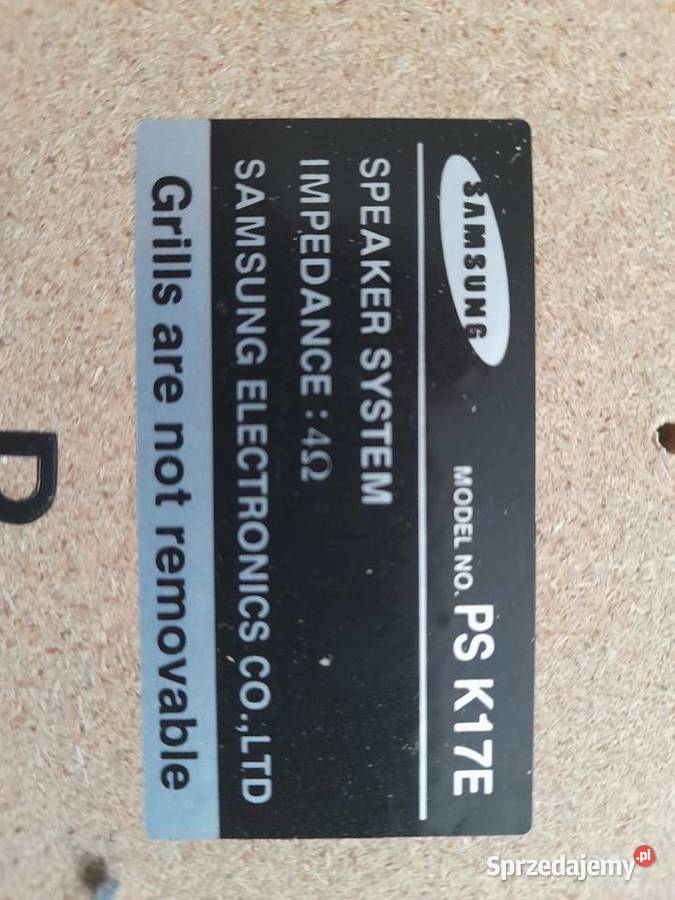 SAMSUNG
MODEL NO. PS K17E
SPEAKER SYSTEM
IMPEDANCE : 4Ω
SAMSUNG ELECTRONICS CO.,LTD
Grills are not removable
R
Sprzedajemy.pl